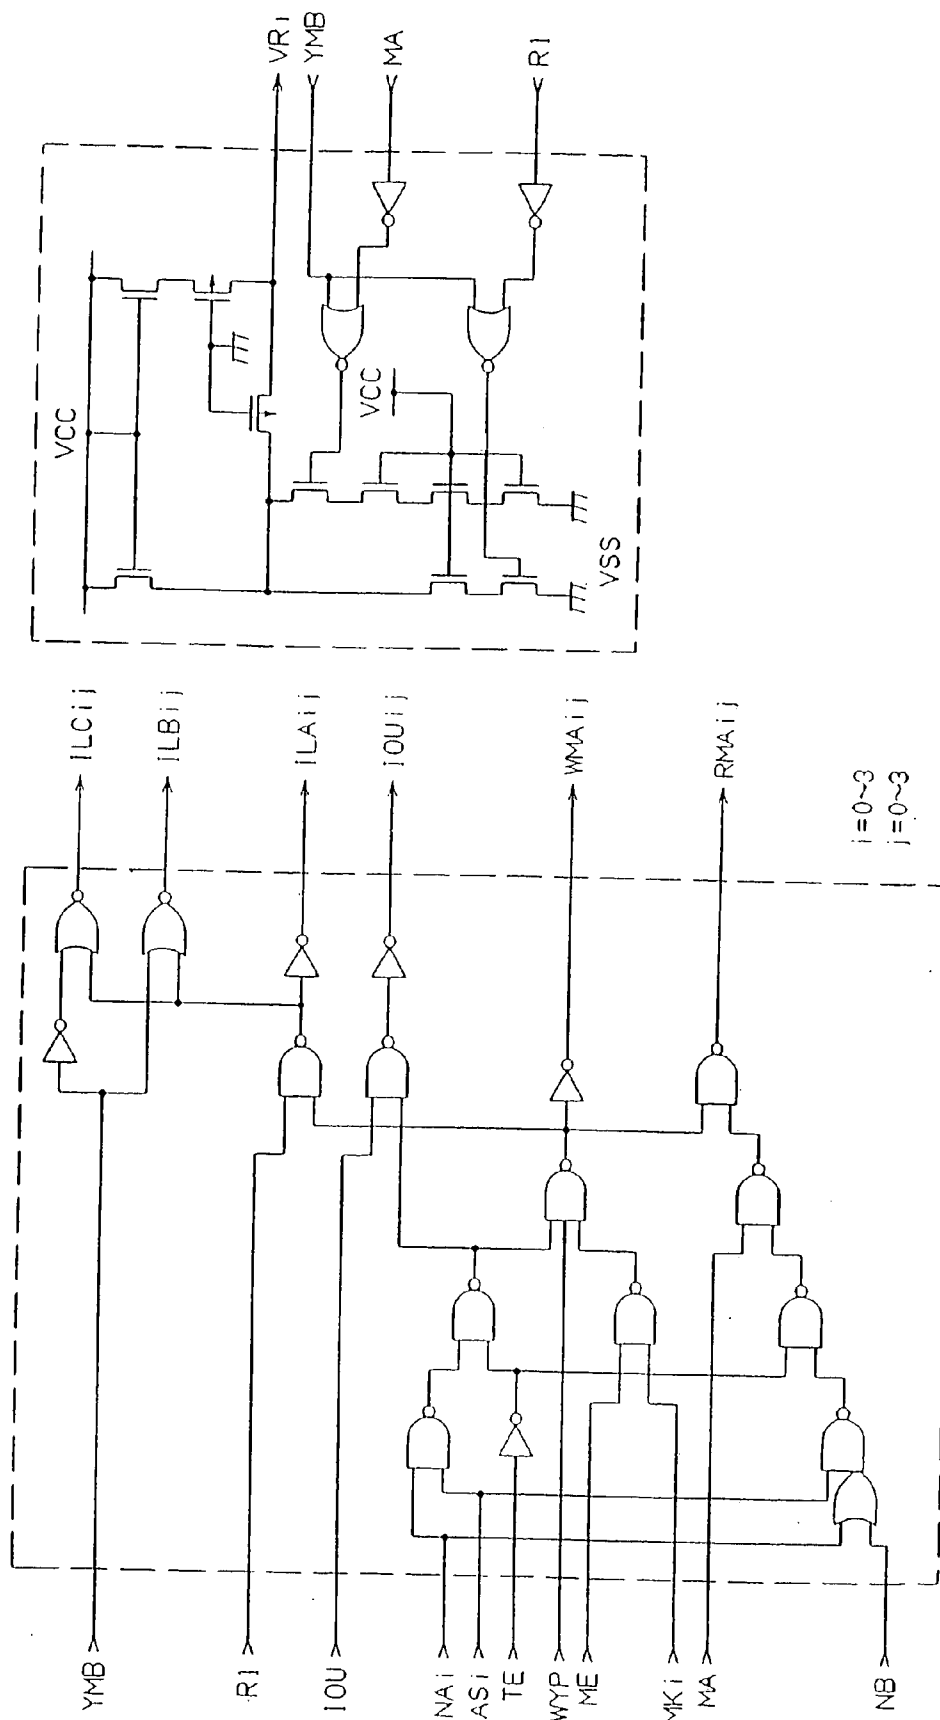 VRi
YMB
MA
R1
VCC
VCC
VSS
ILCij
ILBij
ILAij
IOUij
WMAij
RMAij
i=0~3
j=0~3
YMB
R1
IOU
NAi
ASi
TE
WYP
ME
MKi
MA
NB